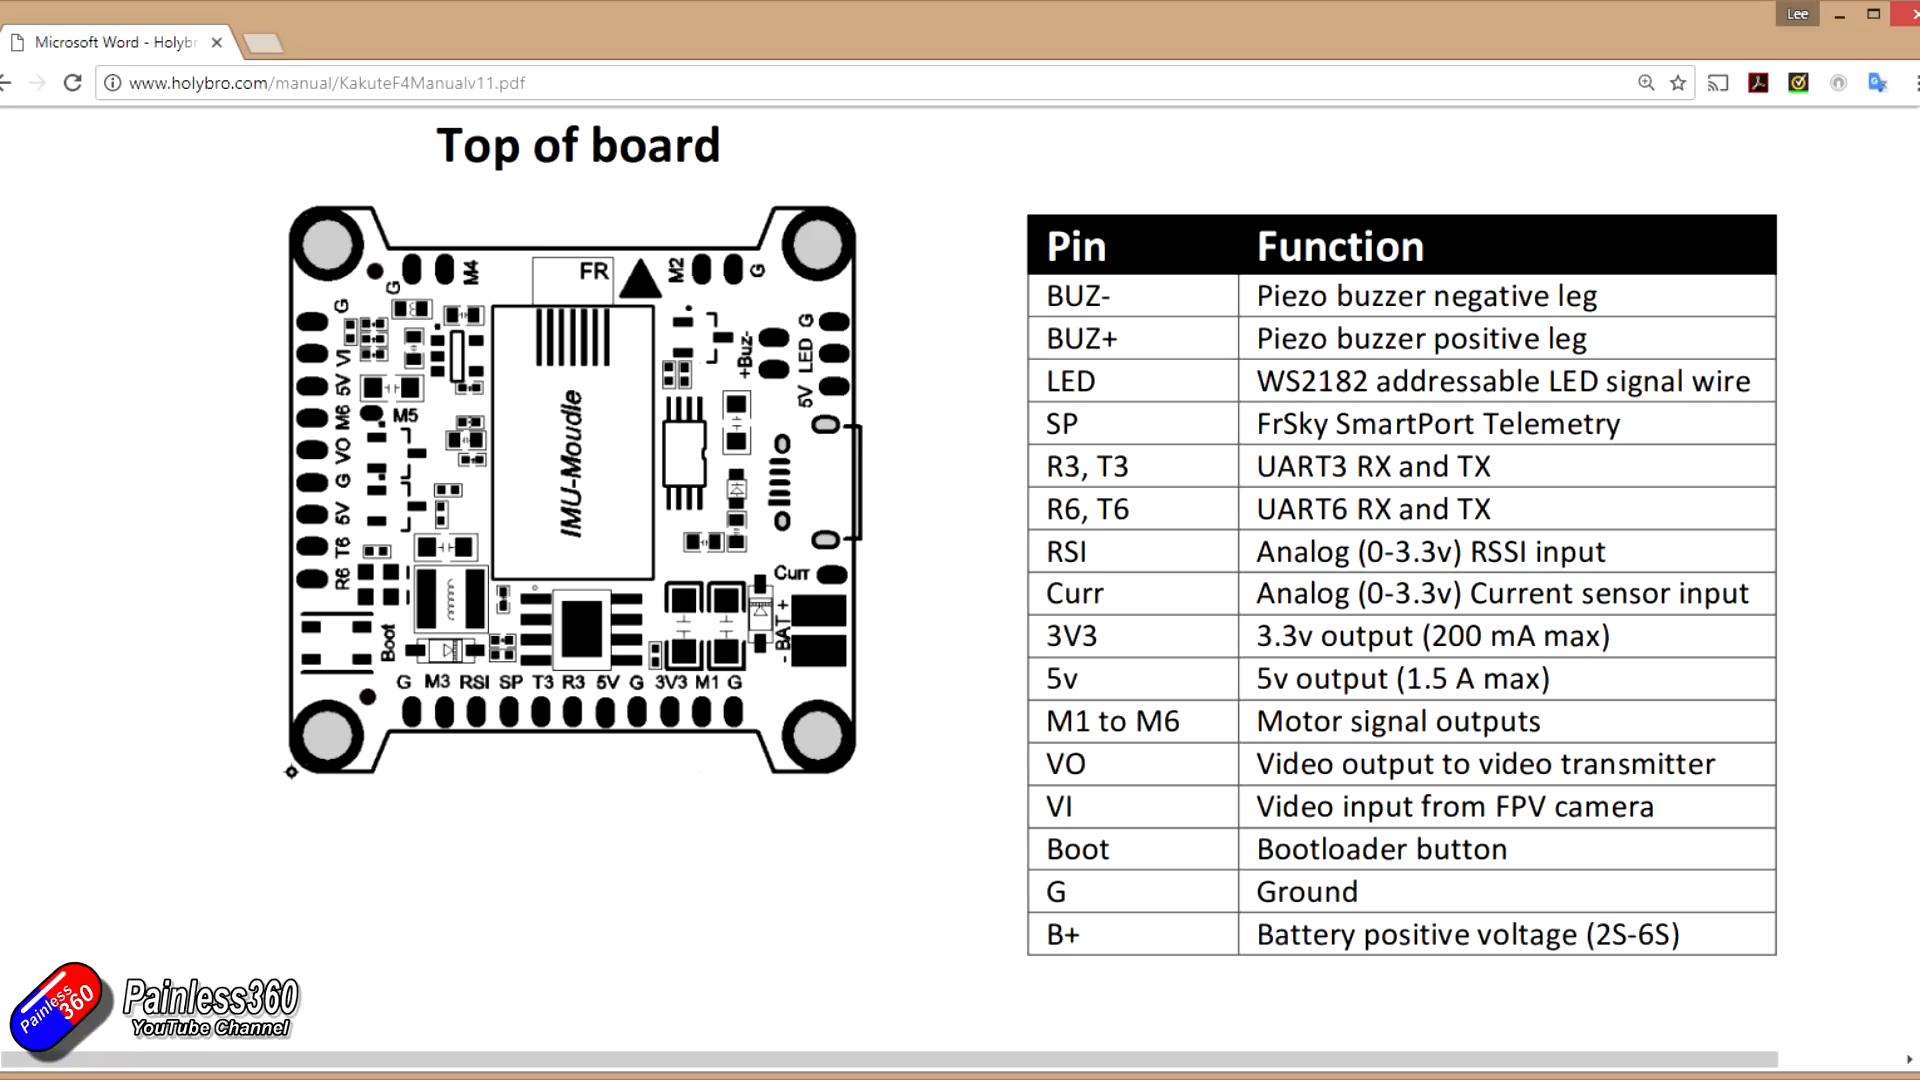 Lee
Microsoft Word - Holybr
www.holybro.com/manual/KakuteF4Manualv11.pdf
Top of board
G M4 FR M2 G
G VI 5V M6 VO G 5V T6 R6
M5
IMU-Moudle
+Buz-
G LED 5V
Curr
- BAT +
Boot
G M3 RSI SP T3 R3 5V G 3V3 M1 G
Pin Function
BUZ- Piezo buzzer negative leg
BUZ+ Piezo buzzer positive leg
LED WS2182 addressable LED signal wire
SP FrSky SmartPort Telemetry
R3, T3 UART3 RX and TX
R6, T6 UART6 RX and TX
RSI Analog (0-3.3v) RSSI input
Curr Analog (0-3.3v) Current sensor input
3V3 3.3v output (200 mA max)
5v 5v output (1.5 A max)
M1 to M6 Motor signal outputs
VO Video output to video transmitter
VI Video input from FPV camera
Boot Bootloader button
G Ground
B+ Battery positive voltage (2S-6S)
Painless 360
Painless360
YouTube Channel